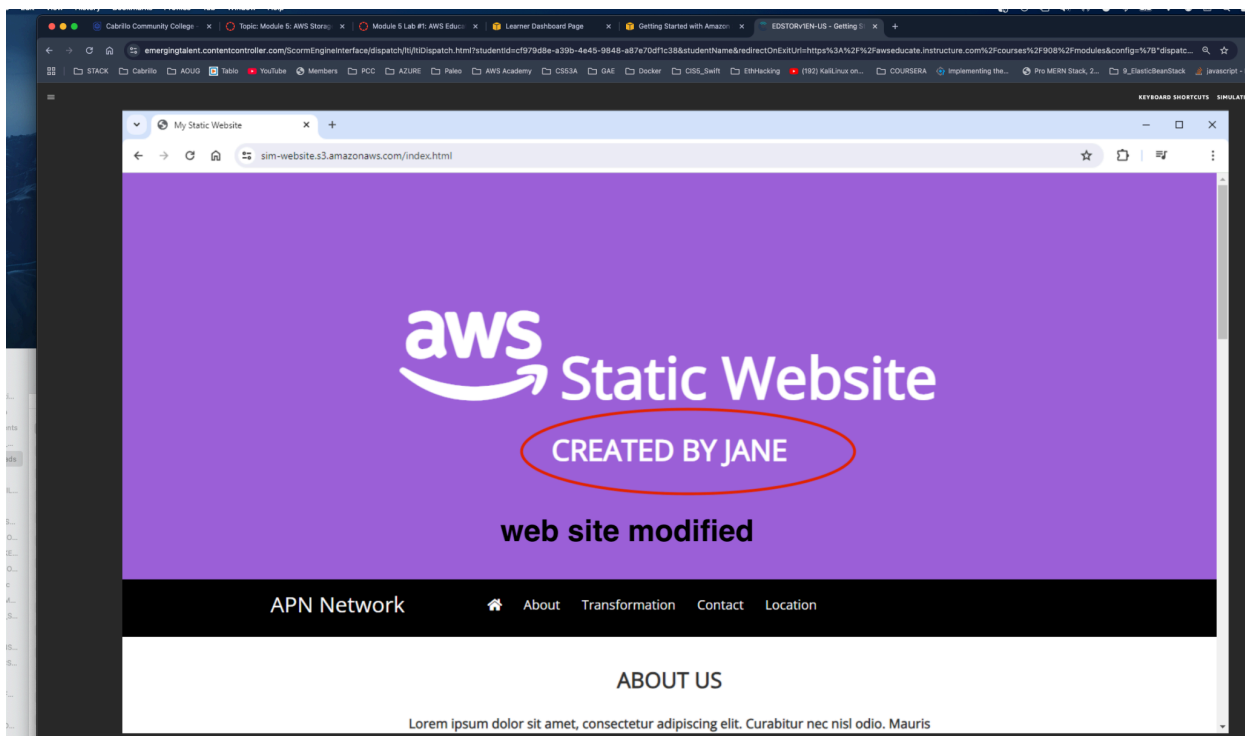 Cabrillo Community College -
Topic: Module 5: AWS Storag
Module 5 Lab #1: AWS Educa
Learner Dashboard Page
Getting Started with Amazon
EDSTORv1EN-US - Getting S
emergingtalent.contentcontroller.com/ScormEngineInterface/dispatch/lti/ltiDispatch.html?studentId=cf979d8e-a39b-4e45-9848-a87e70df1c38&studentName&redirectOnExitUrl=https%3A%2F%2Fawseducate.instructure.com%2Fcourses%2F908%2Fmodules&config=%7B"dispatc...
STACK Cabrillo AOUG Tablo YouTube Members PCC AZURE Paleo AWS Academy CS53A GAE Docker CIS5_Swift EthHacking (192) KaliLinux on... COURSERA Implementing the... Pro MERN Stack, 2... 9_ElasticBeanStack javascript -
KEYBOARD SHORTCUTS SIMULAT
My Static Website
sim-website.s3.amazonaws.com/index.html
aws
Static Website
CREATED BY JANE
web site modified
APN Network About Transformation Contact Location
ABOUT US
Lorem ipsum dolor sit amet, consectetur adipiscing elit. Curabitur nec nisl odio. Mauris